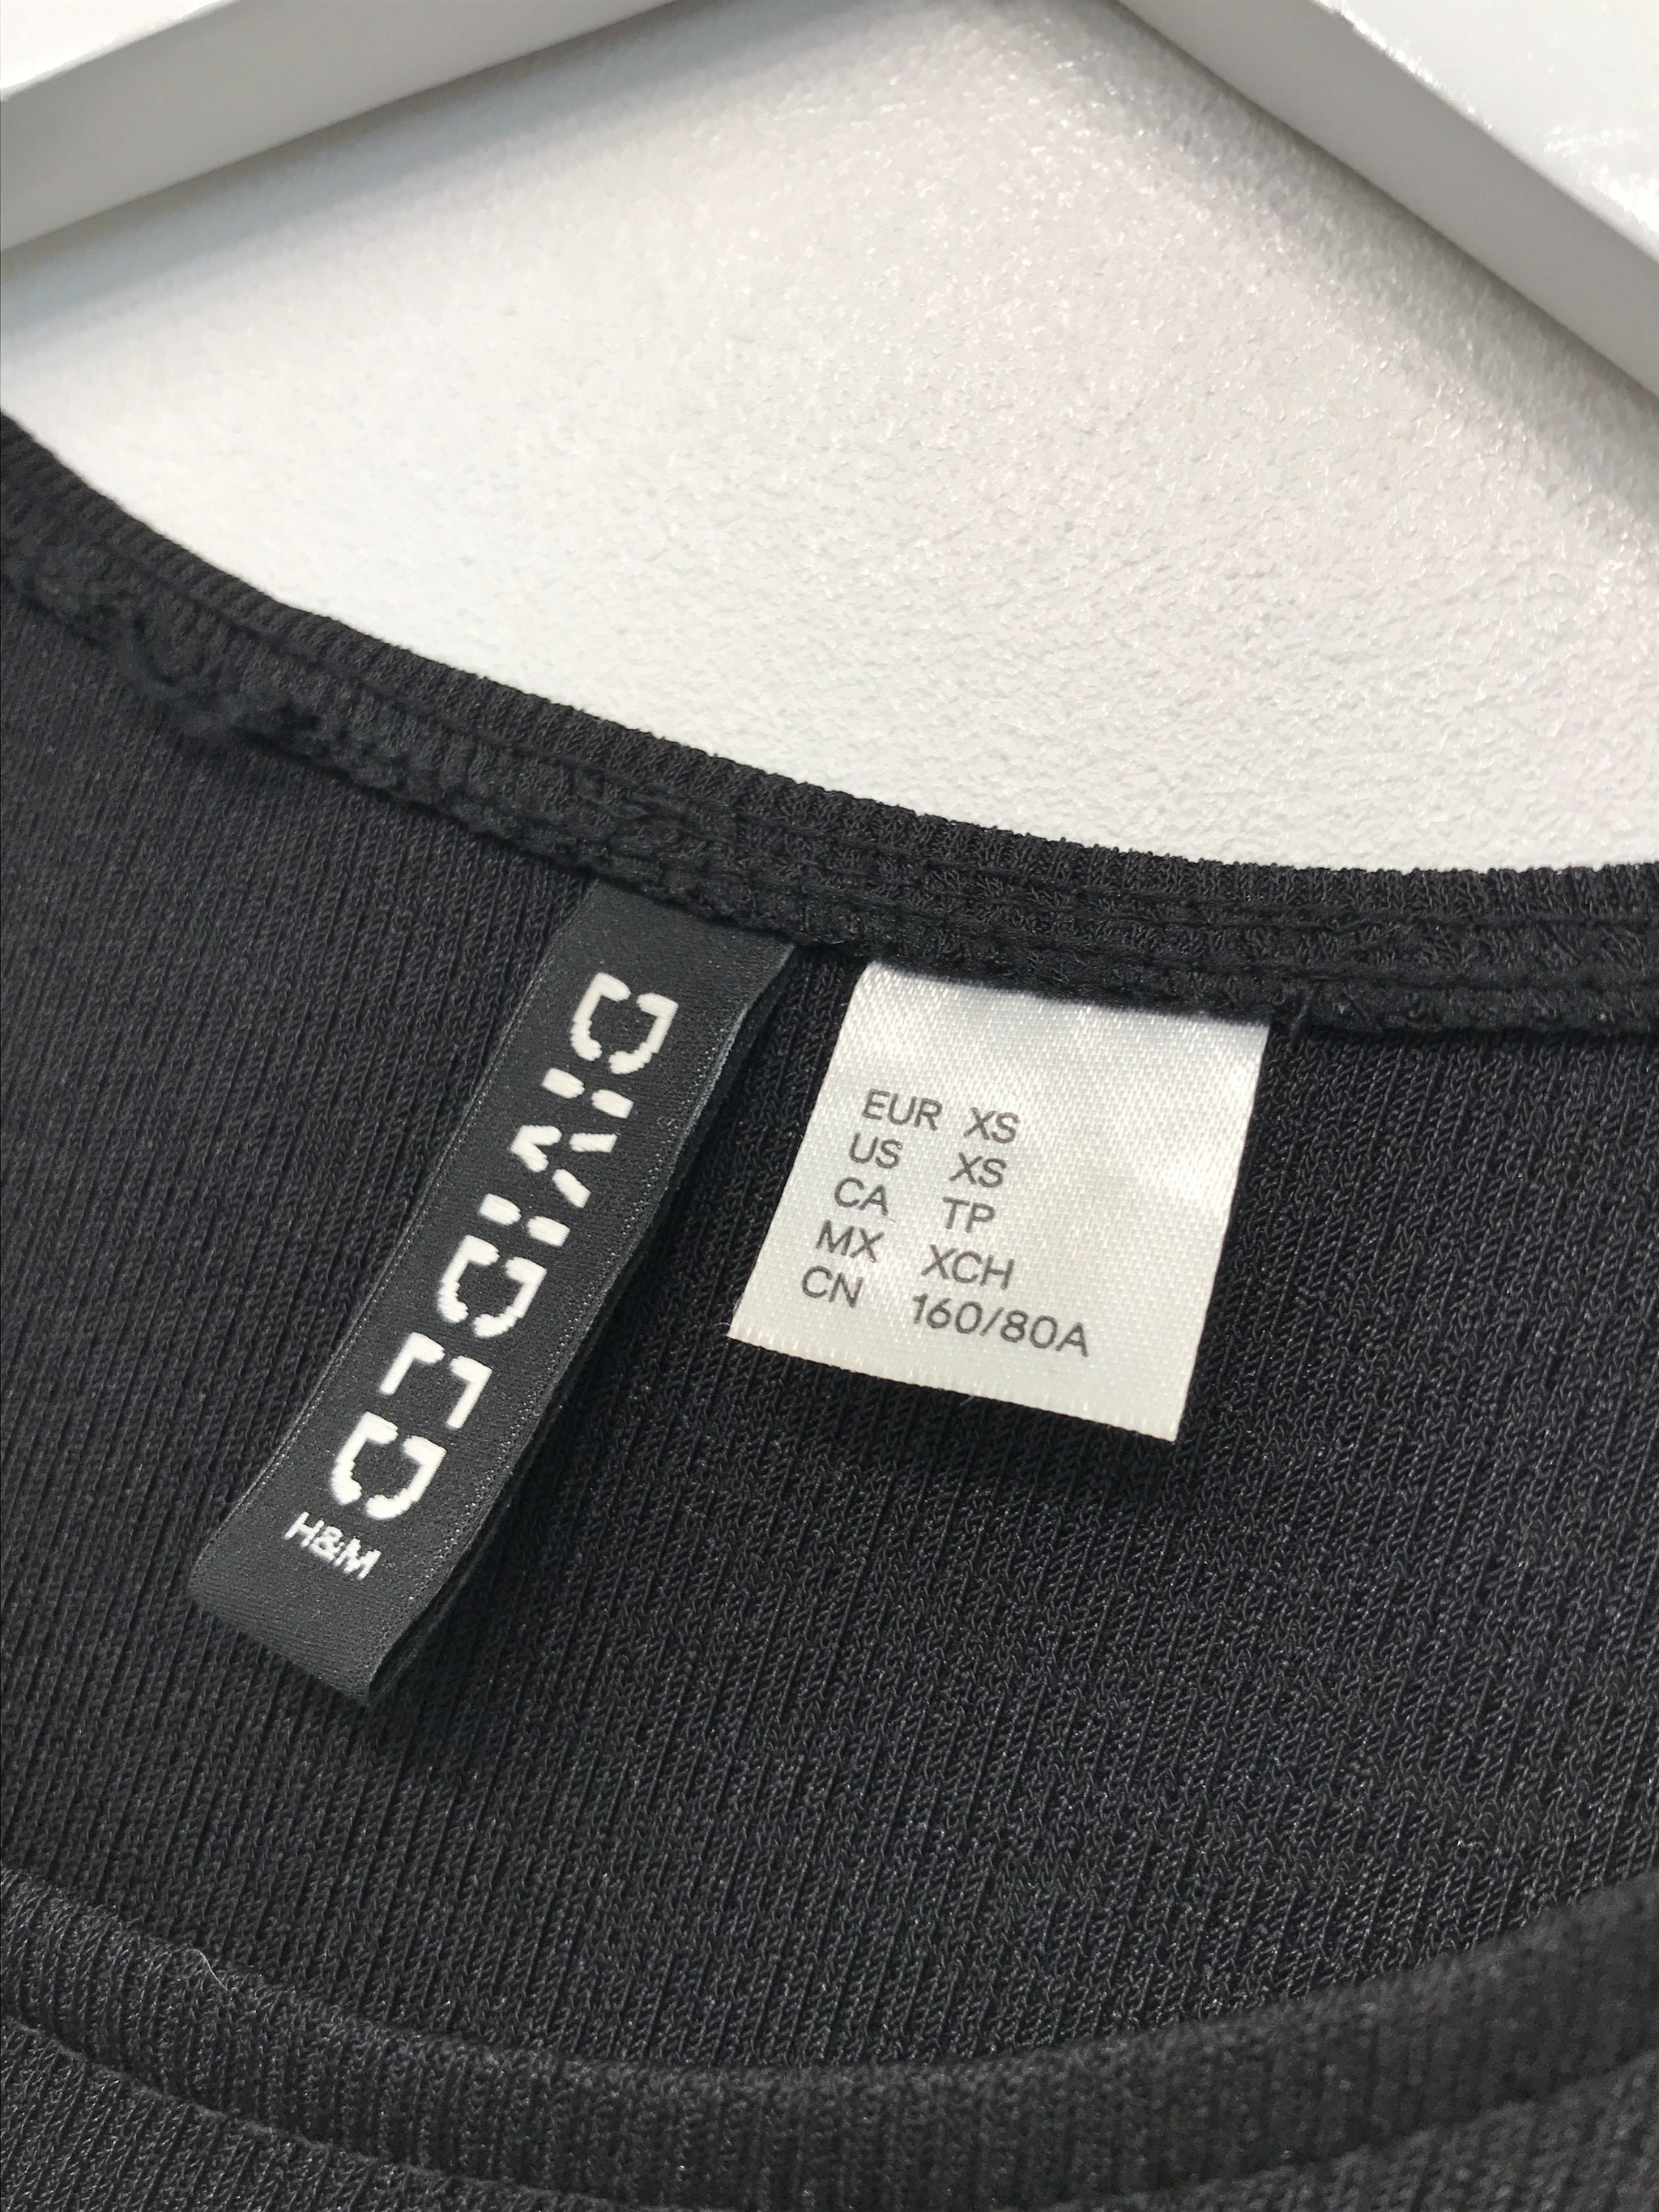 DIVIDED
H&M
EUR XS
US XS
CA TP
MX XCH
CN 160/80A